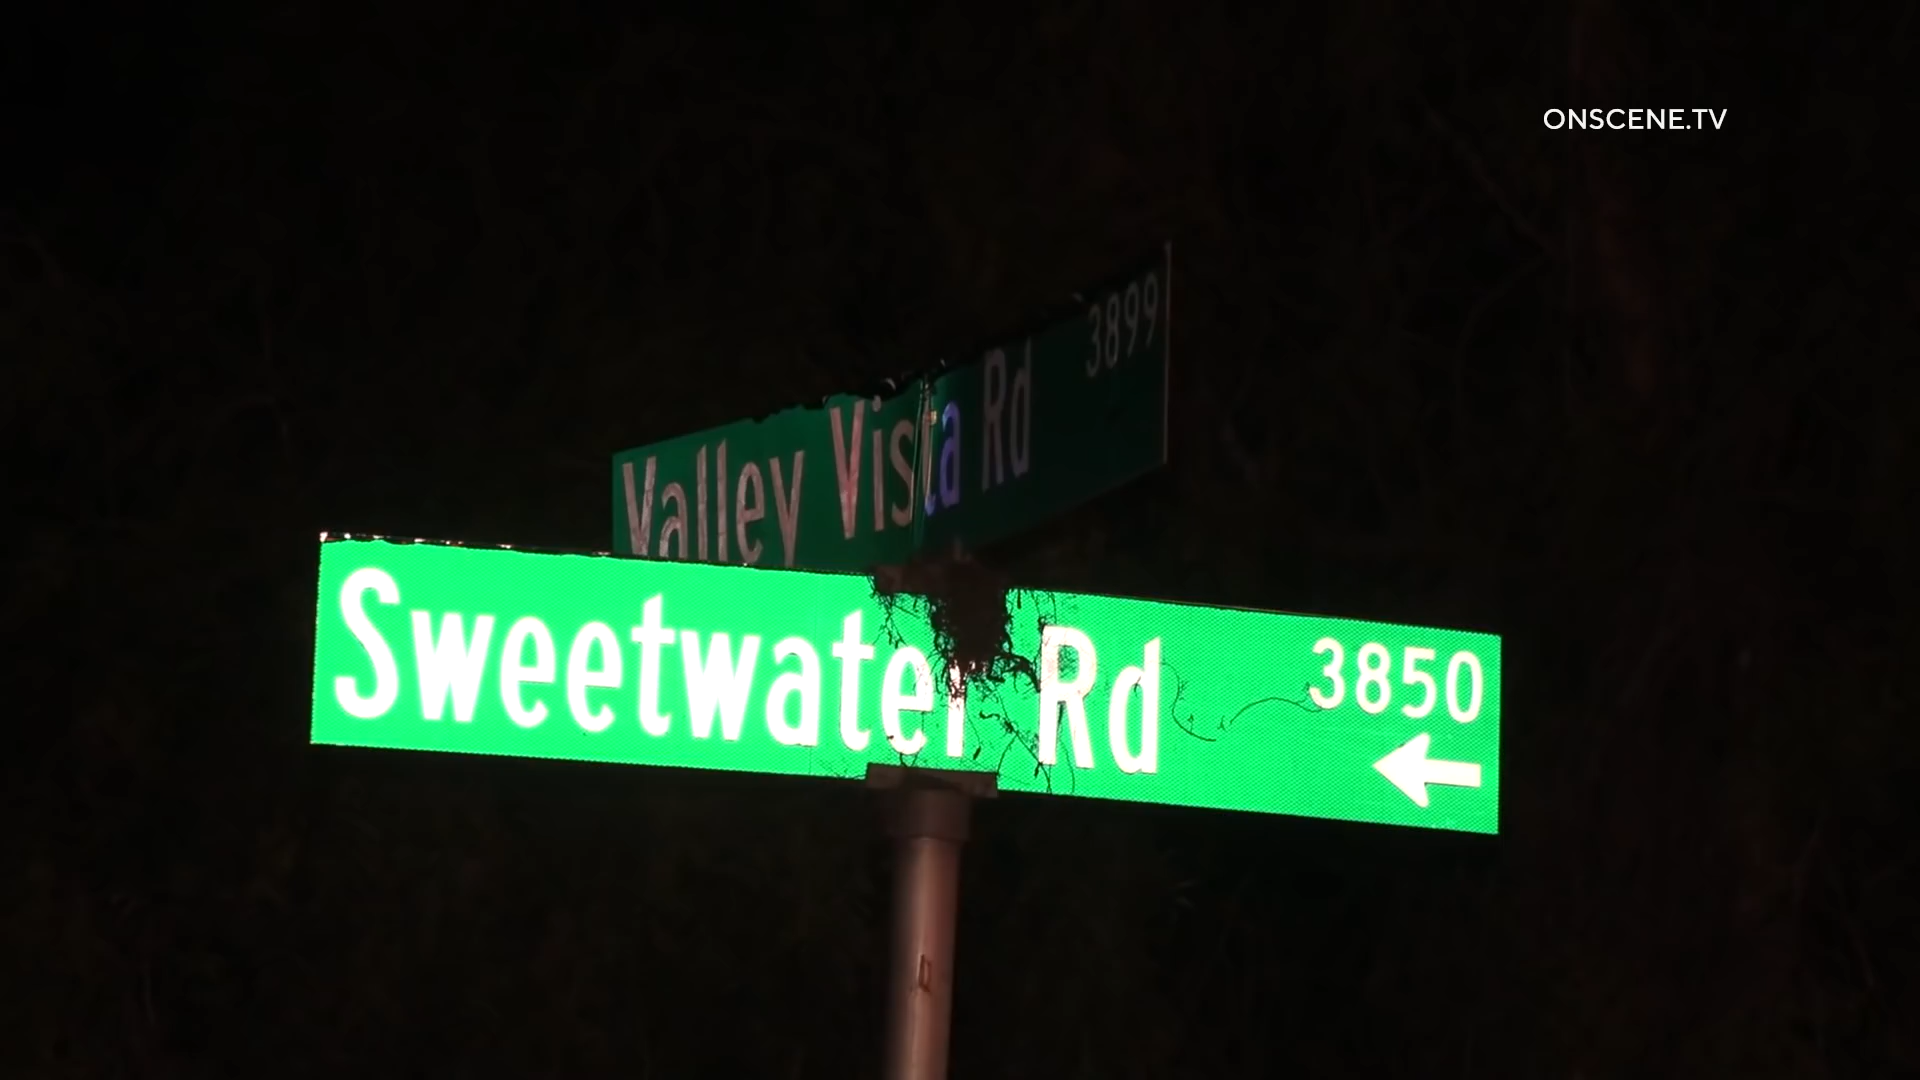 ONSCENE.TV
3899
Valley Vista Rd
Sweetwater Rd
3850